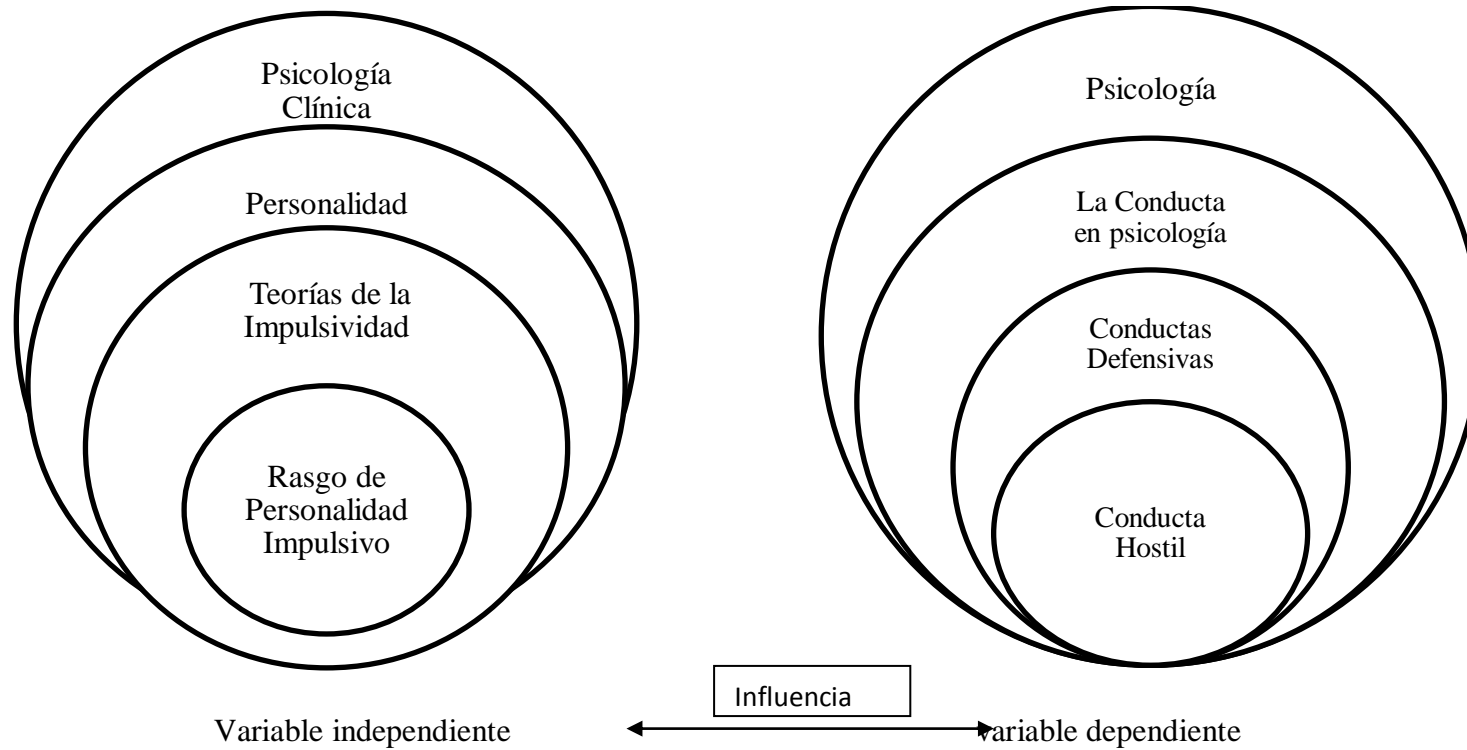 Psicología
Clínica
Personalidad
Teorías de la
Impulsividad
Rasgo de
Personalidad
Impulsivo
Psicología
La Conducta
en psicología
Conductas
Defensivas
Conducta
Hostil
Influencia
Variable independiente
variable dependiente